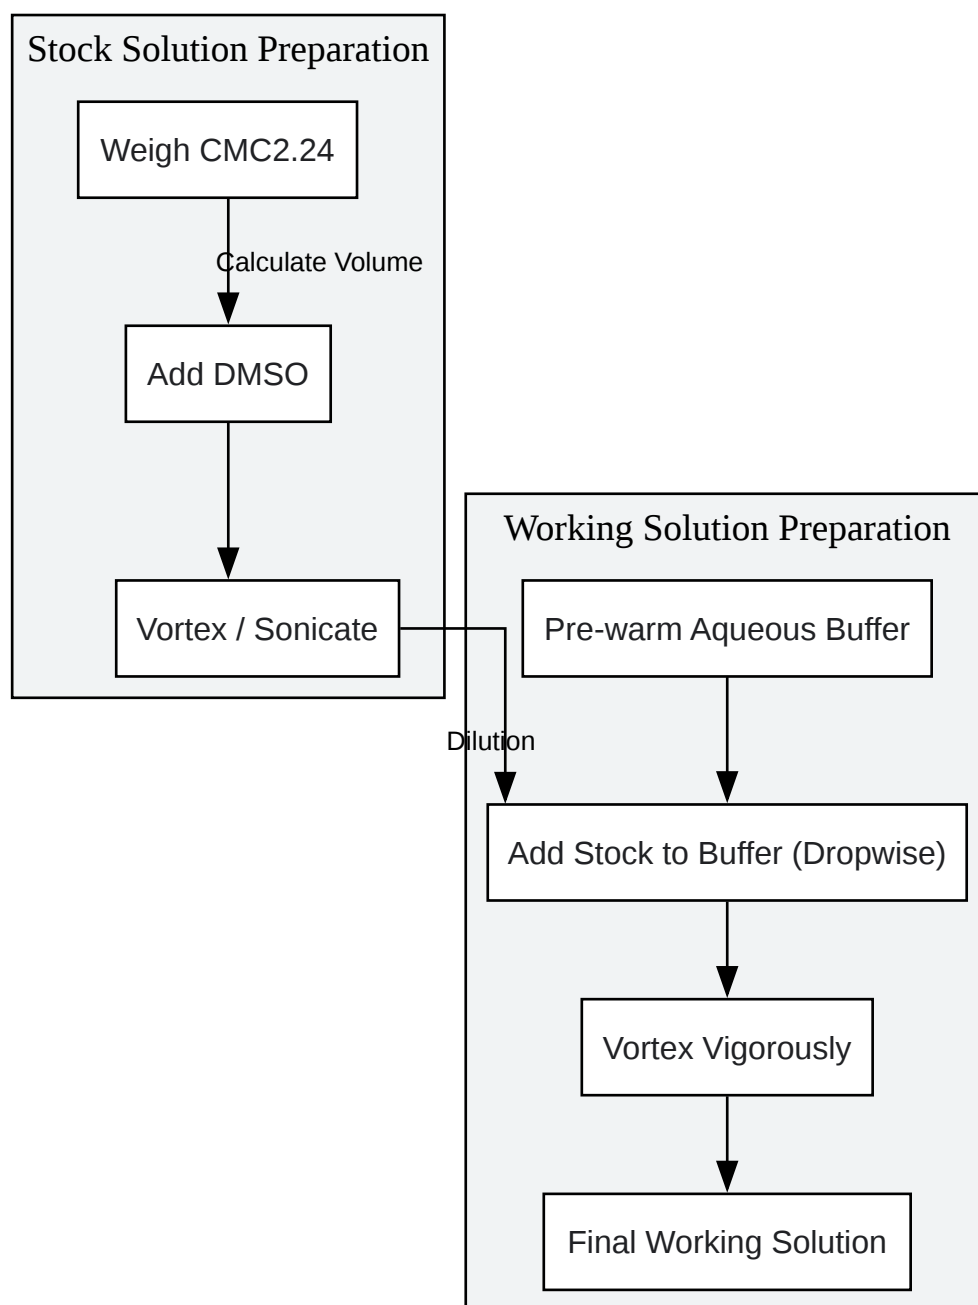 Stock Solution Preparation
Weigh CMC2.24
Calculate Volume
Add DMSO
Vortex / Sonicate
Working Solution Preparation
Pre-warm Aqueous Buffer
Dilution
Add Stock to Buffer (Dropwise)
Vortex Vigorously
Final Working Solution